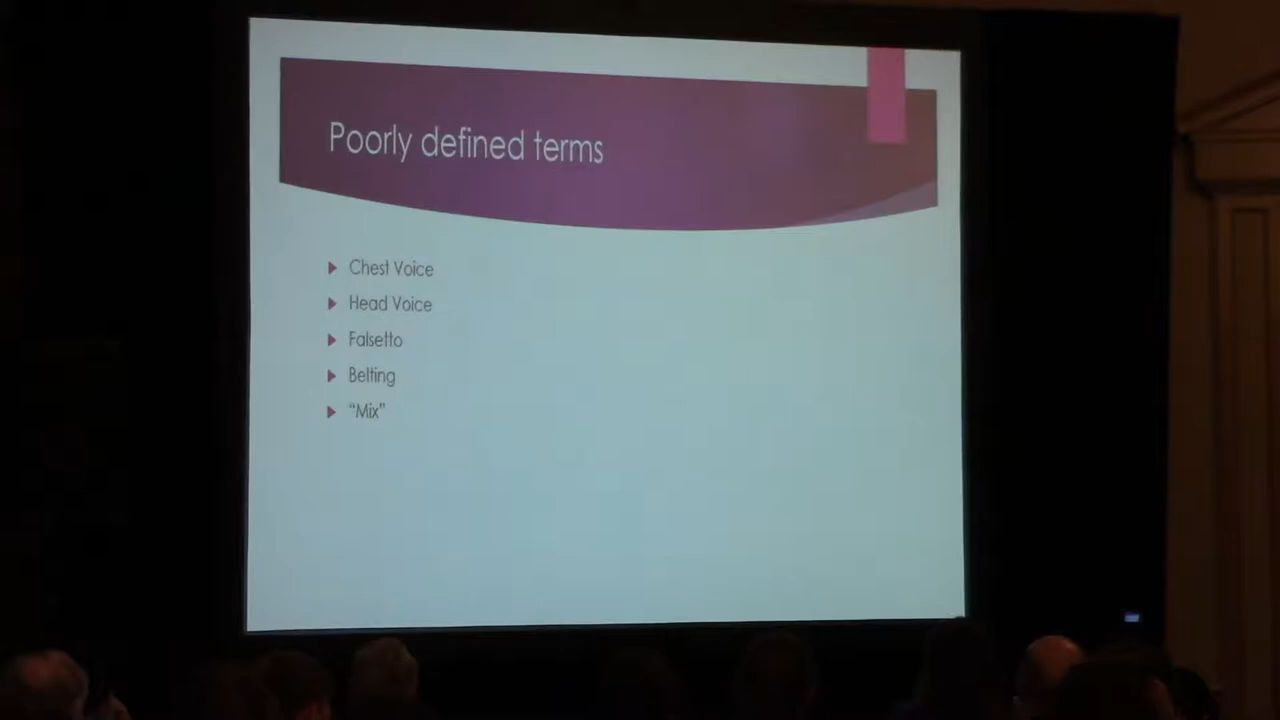 Poorly defined terms
Chest Voice
Head Voice
Falsetto
Belting
“Mix”